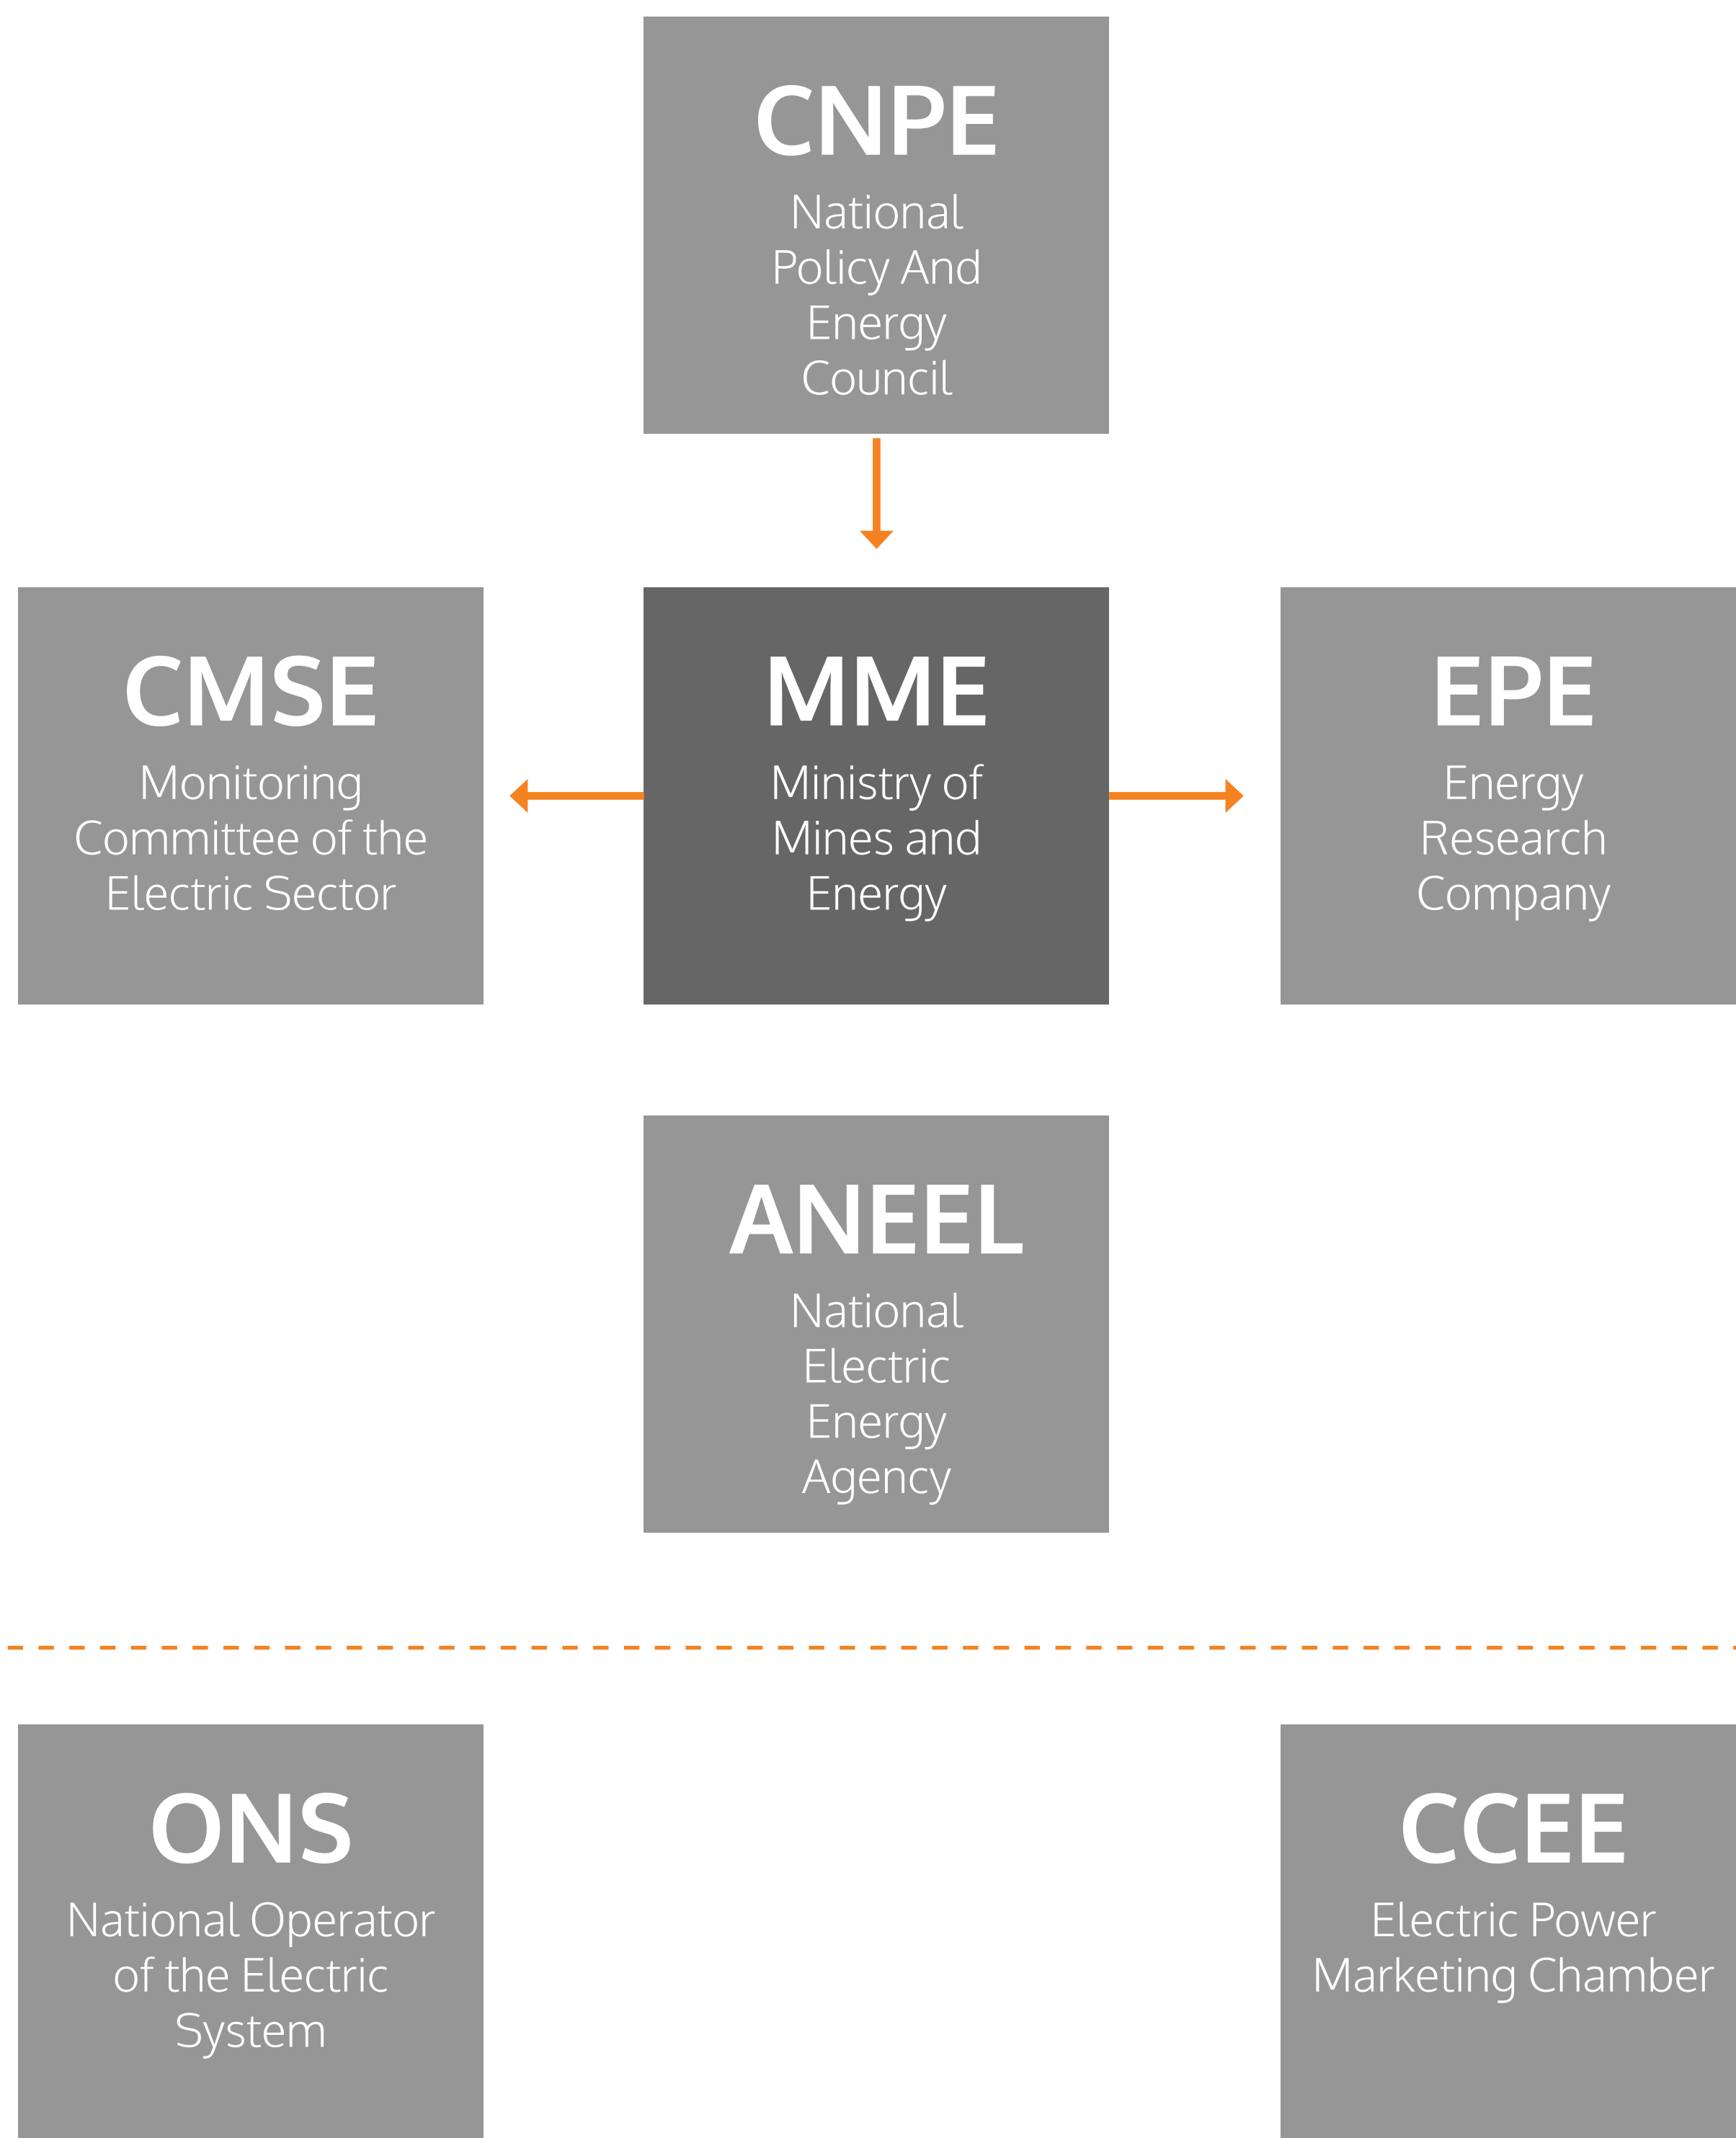 CNPE
National
Policy And
Energy
Council
CMSE
Monitoring
Committee of the
Electric Sector
MME
Ministry of
Mines and
Energy
EPE
Energy
Research
Company
ANEEL
National
Electric
Energy
Agency
ONS
National Operator
of the Electric
System
CCEE
Electric Power
Marketing Chamber